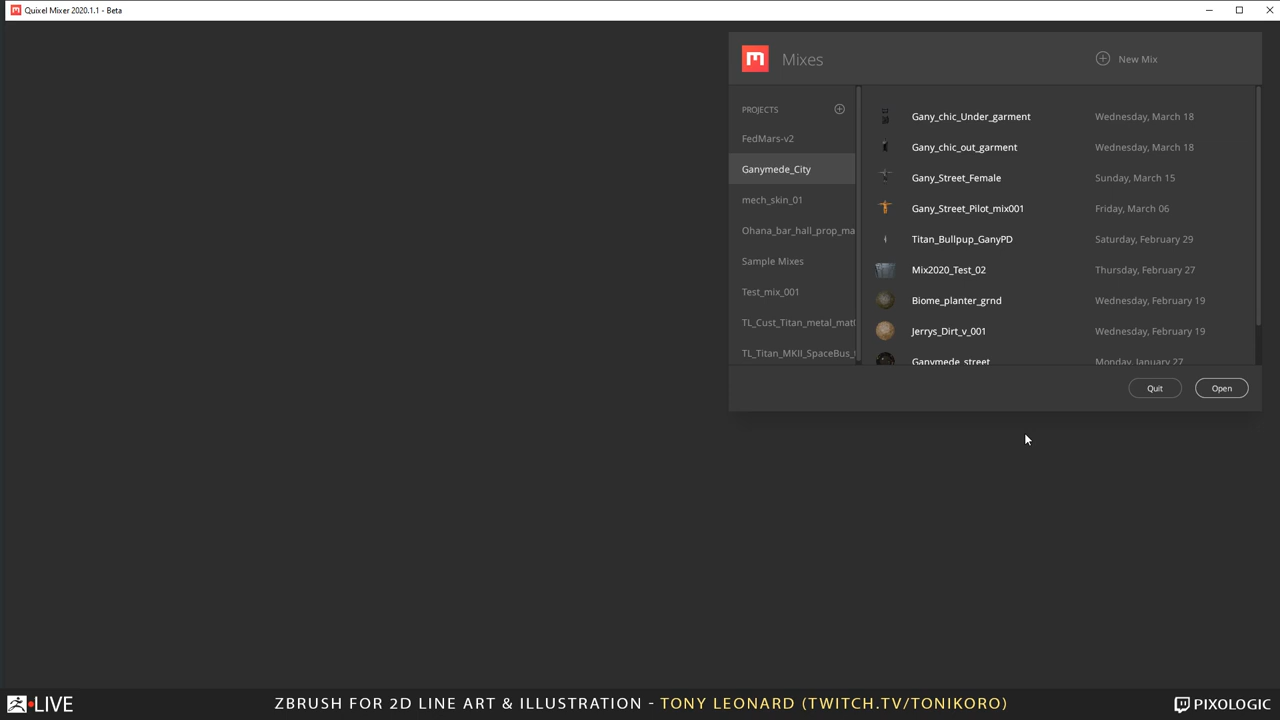 Quixel Mixer 2020.1.1 - Beta
Mixes
New Mix
PROJECTS
FedMars-v2
Ganymede_City
mech_skin_01
Ohana_bar_hall_prop_ma
Sample Mixes
Test_mix_001
TL_Cust_Titan_metal_mat
TL_Titan_MKII_SpaceBus_
Gany_chic_Under_garment Wednesday, March 18
Gany_chic_out_garment Wednesday, March 18
Gany_Street_Female Sunday, March 15
Gany_Street_Pilot_mix001 Friday, March 06
Titan_Bullpup_GanyPD Saturday, February 29
Mix2020_Test_02 Thursday, February 27
Biome_planter_grnd Wednesday, February 19
Jerrys_Dirt_v_001 Wednesday, February 19
Ganymede_street Monday, January 27
Quit Open
LIVE
ZBRUSH FOR 2D LINE ART & ILLUSTRATION - TONY LEONARD (TWITCH.TV/TONIKORO)
PIXOLOGIC